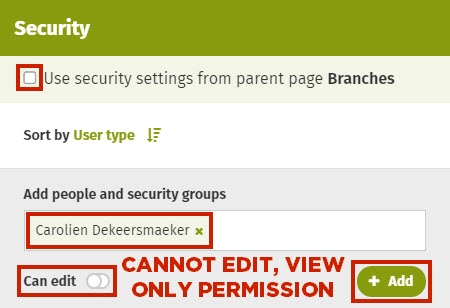 Security
Use security settings from parent page Branches
Sort by User type
Add people and security groups
Carolien Dekeersmaeker ×
Can edit
CANNOT EDIT, VIEW
ONLY PERMISSION
+ Add